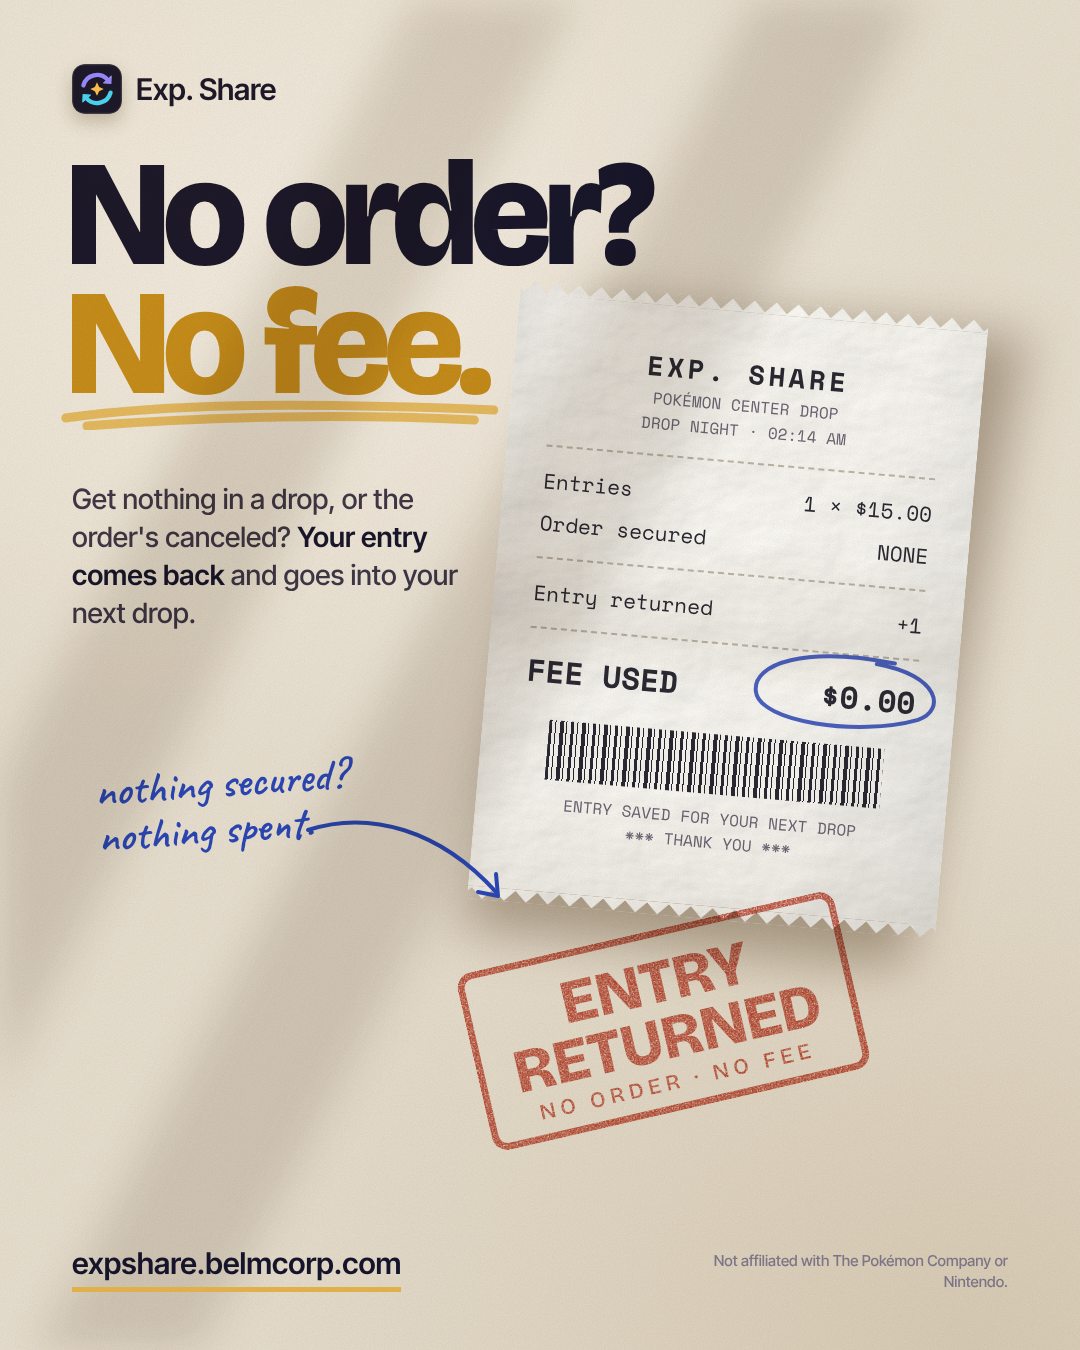 Exp. Share
No order?
No fee.
Get nothing in a drop, or the
order's canceled? Your entry
comes back and goes into your
next drop.
EXP. SHARE
POKÉMON CENTER DROP
DROP NIGHT · 02:14 AM
Entries 1 × $15.00
Order secured NONE
Entry returned +1
FEE USED $0.00
ENTRY SAVED FOR YOUR NEXT DROP
*** THANK YOU ***
nothing secured?
nothing spent.
ENTRY
RETURNED
NO ORDER · NO FEE
expshare.belmcorp.com
Not affiliated with The Pokémon Company or
Nintendo.